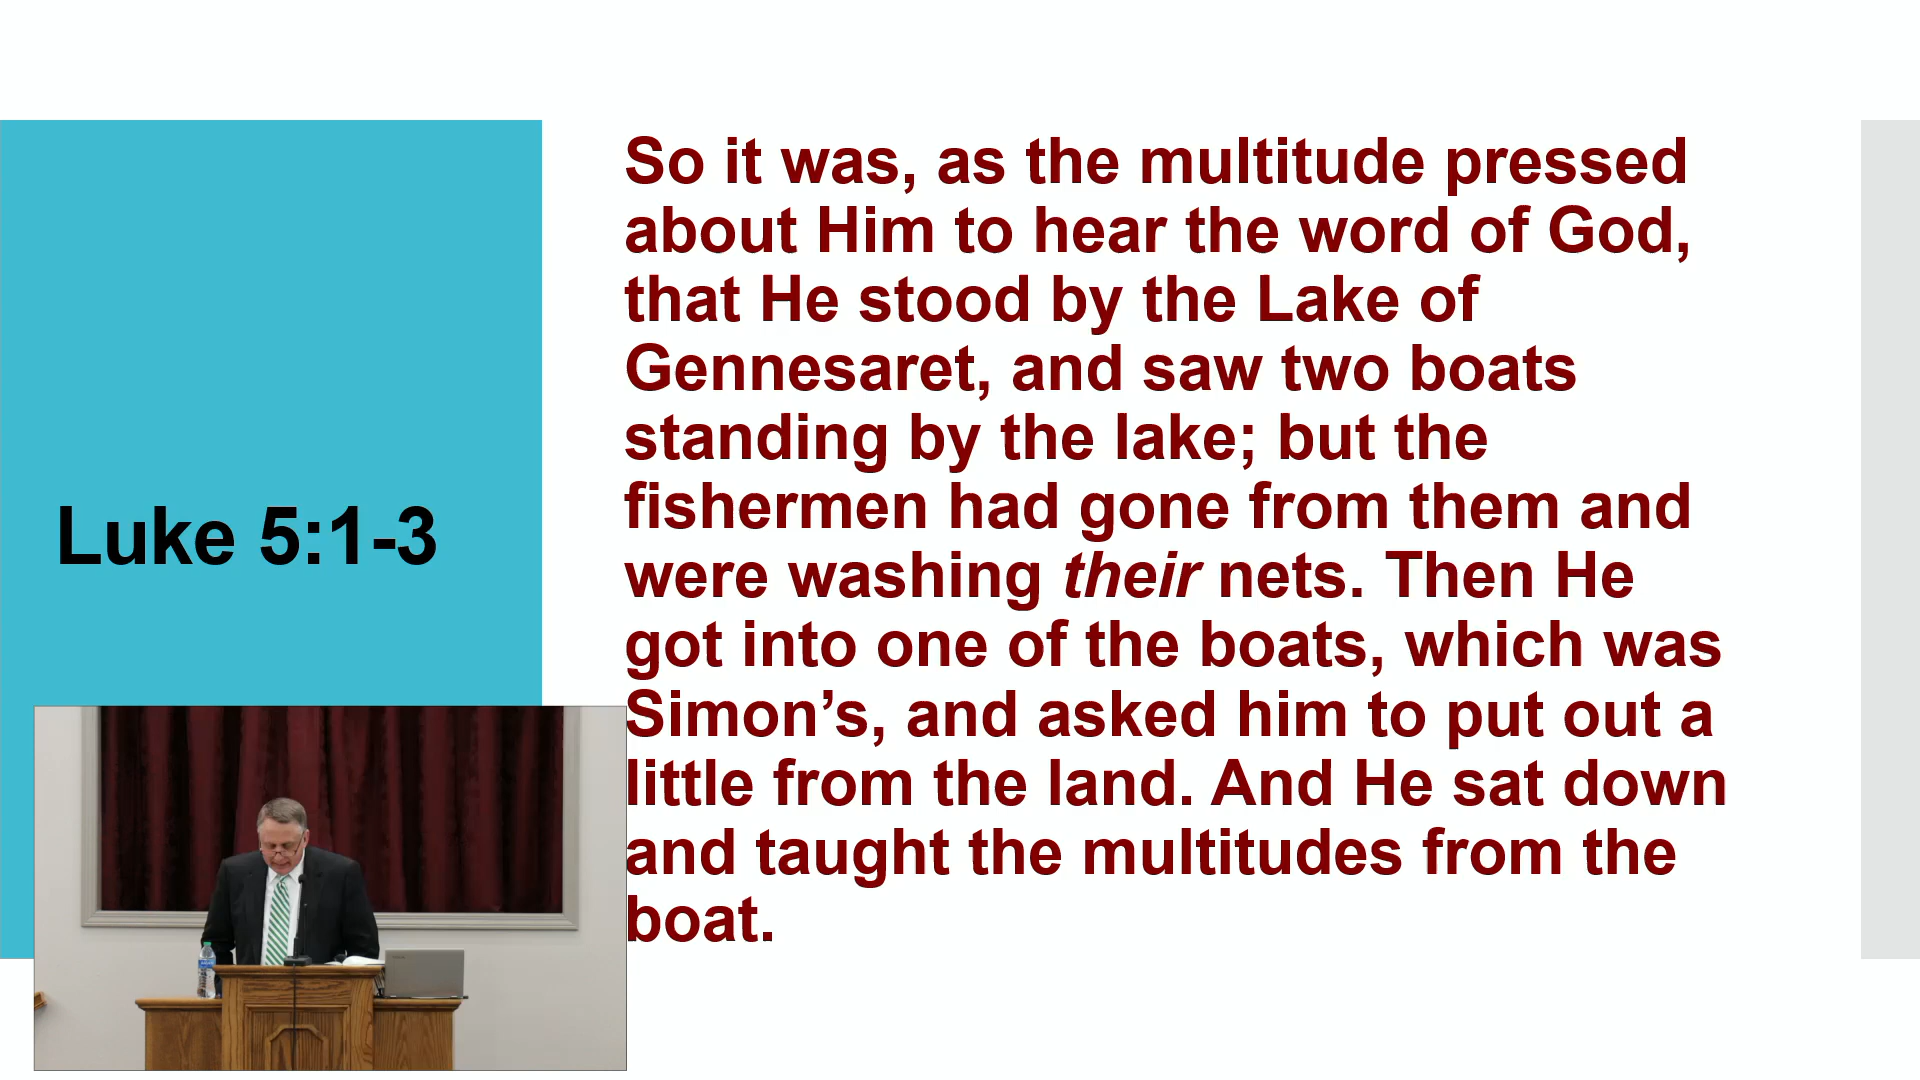 Luke 5:1-3
So it was, as the multitude pressed
about Him to hear the word of God,
that He stood by the Lake of
Gennesaret, and saw two boats
standing by the lake; but the
fishermen had gone from them and
were washing their nets. Then He
got into one of the boats, which was
Simon’s, and asked him to put out a
little from the land. And He sat down
and taught the multitudes from the
boat.